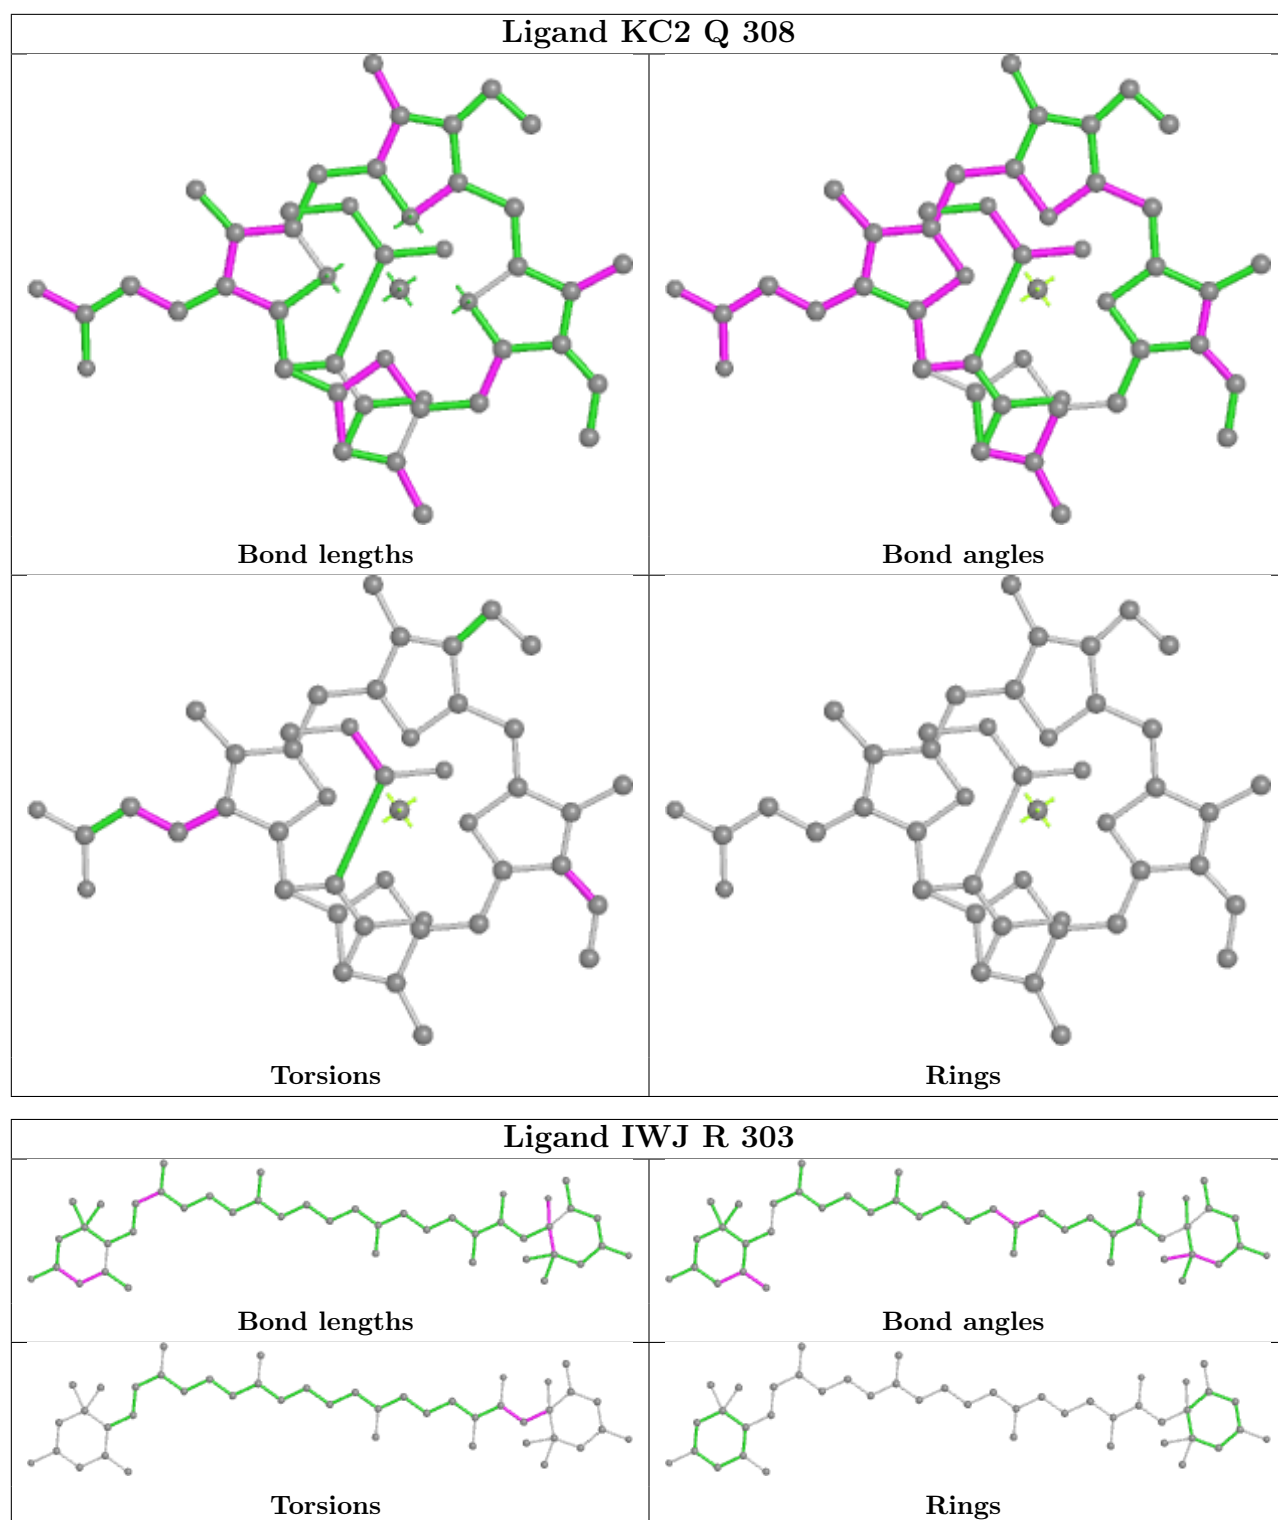 Ligand KC2 Q 308
Bond lengths
Bond angles
Torsions
Rings
Ligand IWJ R 303
Bond lengths
Bond angles
Torsions
Rings